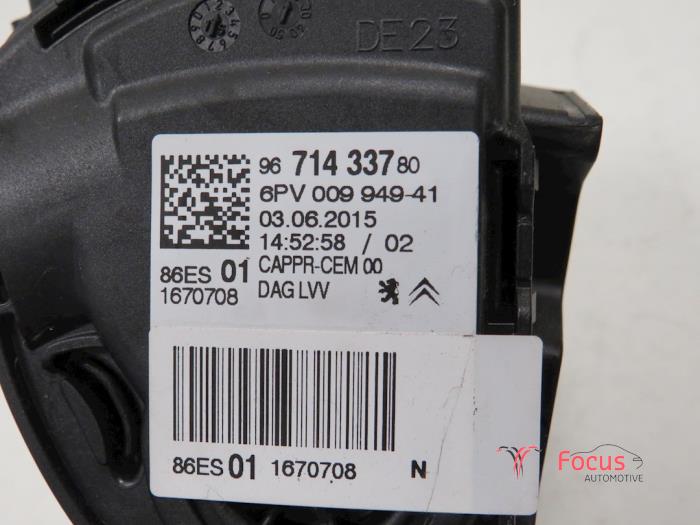 DE23
96 714 337 80
6PV 009 949-41
03.06.2015
14:52:58 / 02
86ES 01 CAPPR-CEM 00
1670708 DAG LVV
86ES 01 1670708 N
Focus
AUTOMOTIVE